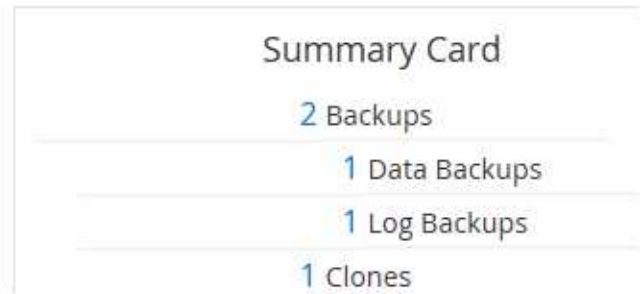 Summary Card
2 Backups
1 Data Backups
1 Log Backups
1 Clones